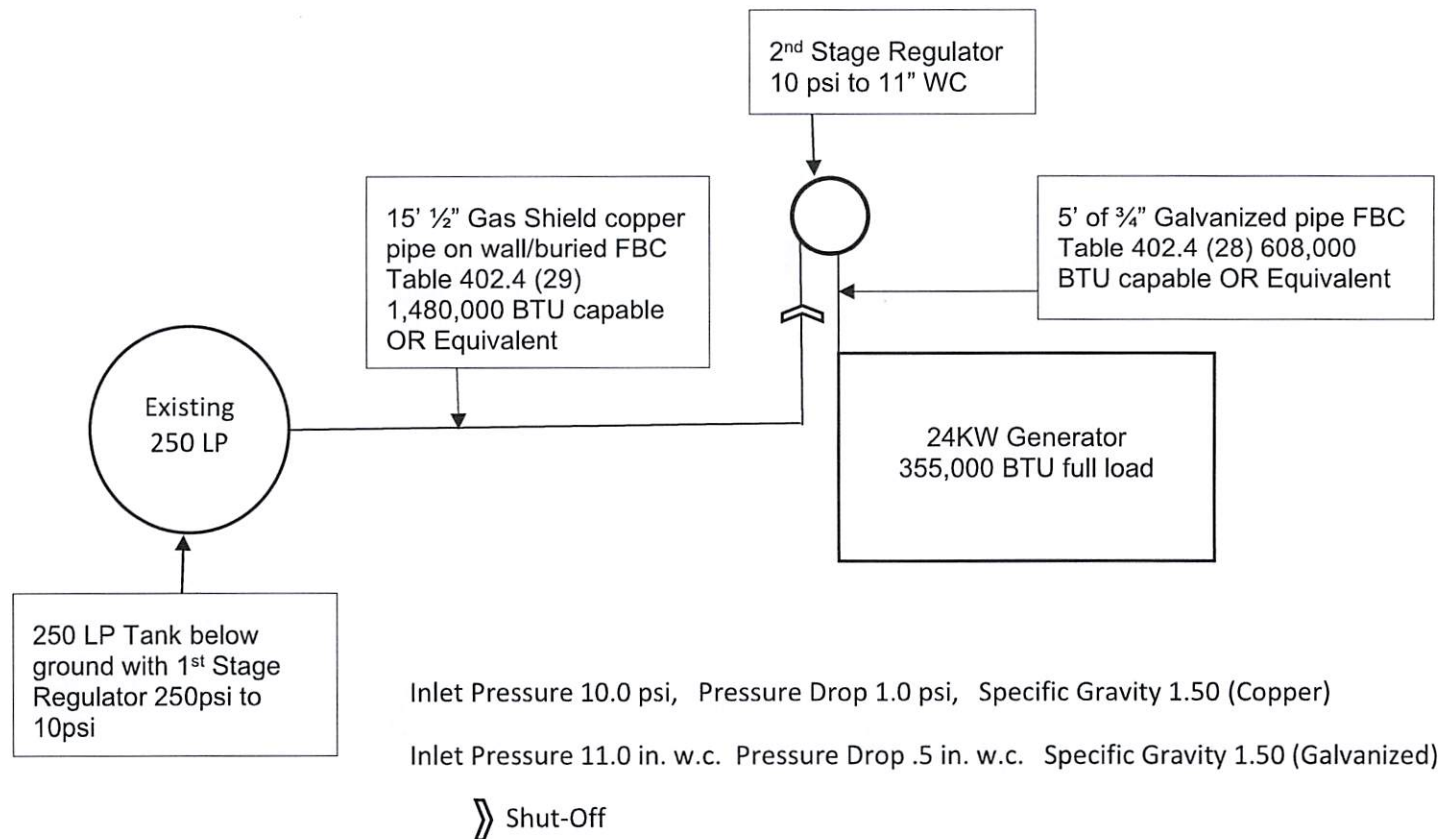 2nd Stage Regulator
10 psi to 11” WC
15’ ½” Gas Shield copper
pipe on wall/buried FBC
Table 402.4 (29)
1,480,000 BTU capable
OR Equivalent
5’ of ¾” Galvanized pipe FBC
Table 402.4 (28) 608,000
BTU capable OR Equivalent
Existing
250 LP
24KW Generator
355,000 BTU full load
250 LP Tank below
ground with 1st Stage
Regulator 250psi to
10psi
Inlet Pressure 10.0 psi, Pressure Drop 1.0 psi, Specific Gravity 1.50 (Copper)
Inlet Pressure 11.0 in. w.c. Pressure Drop .5 in. w.c. Specific Gravity 1.50 (Galvanized)
Shut-Off